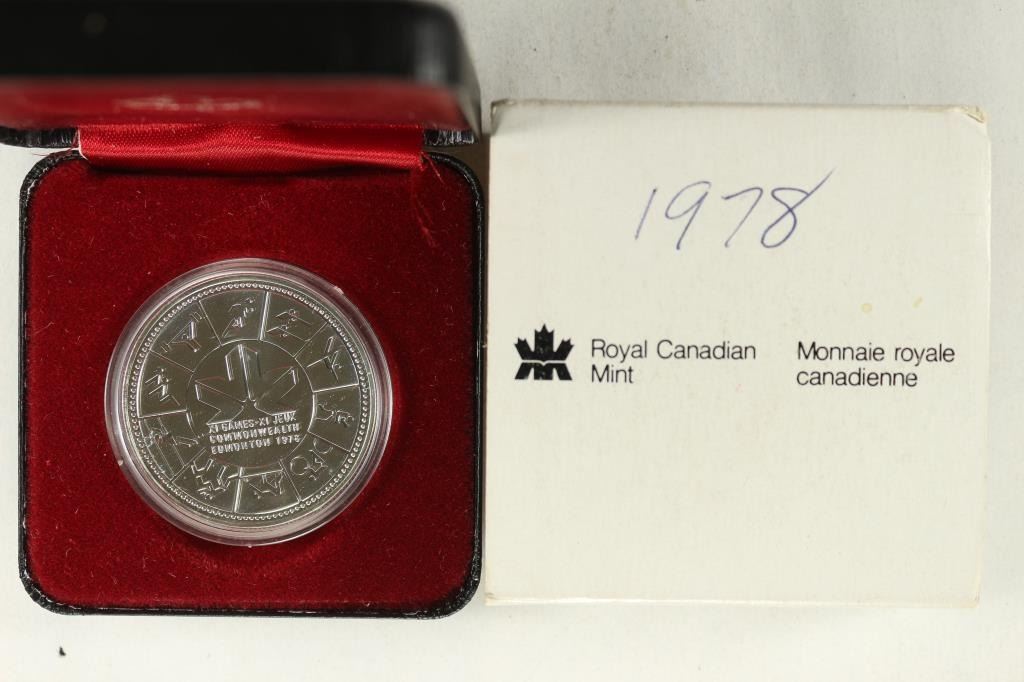 XI GAMES-XI JEUX
COMMONWEALTH
EDMONTON 1978
1978
Royal Canadian
Mint
Monnaie royale
canadienne